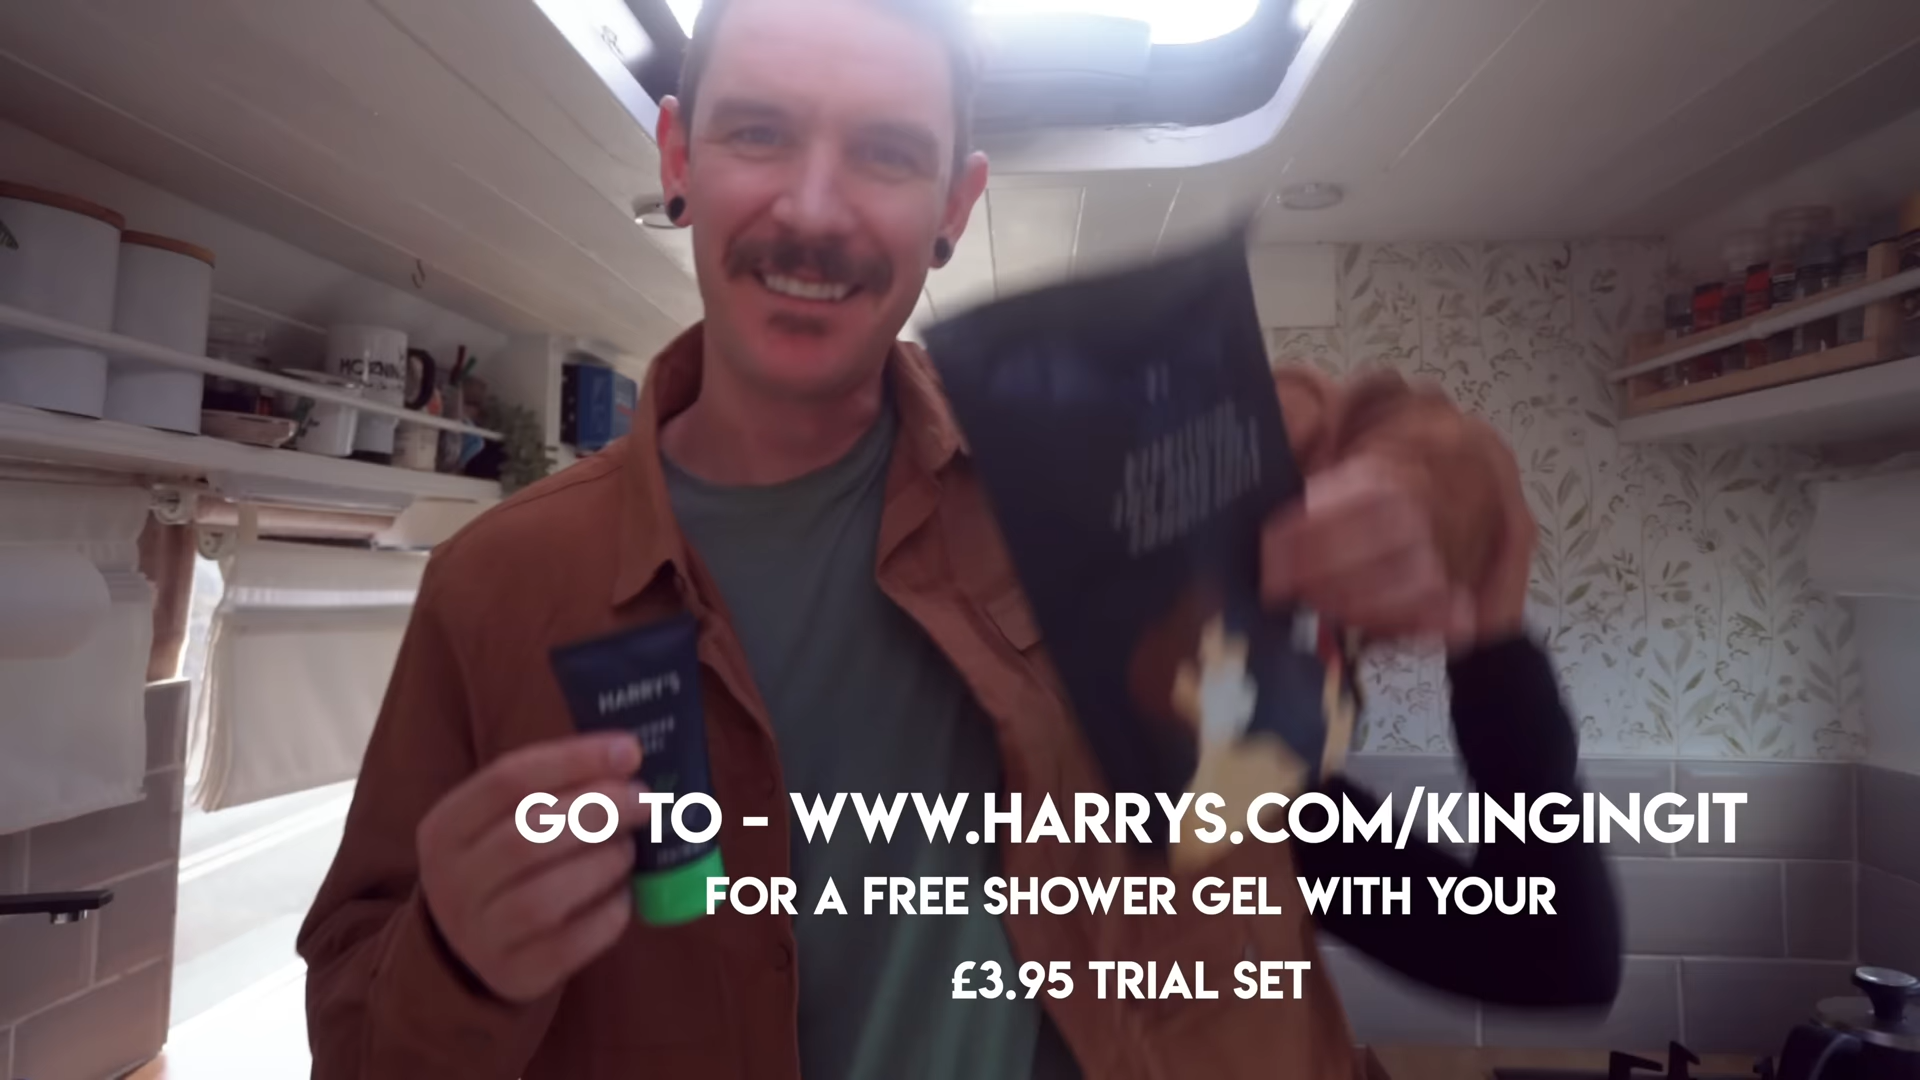 HARRY'S
GO TO - WWW.HARRYS.COM/KINGINGIT
FOR A FREE SHOWER GEL WITH YOUR
£3.95 TRIAL SET